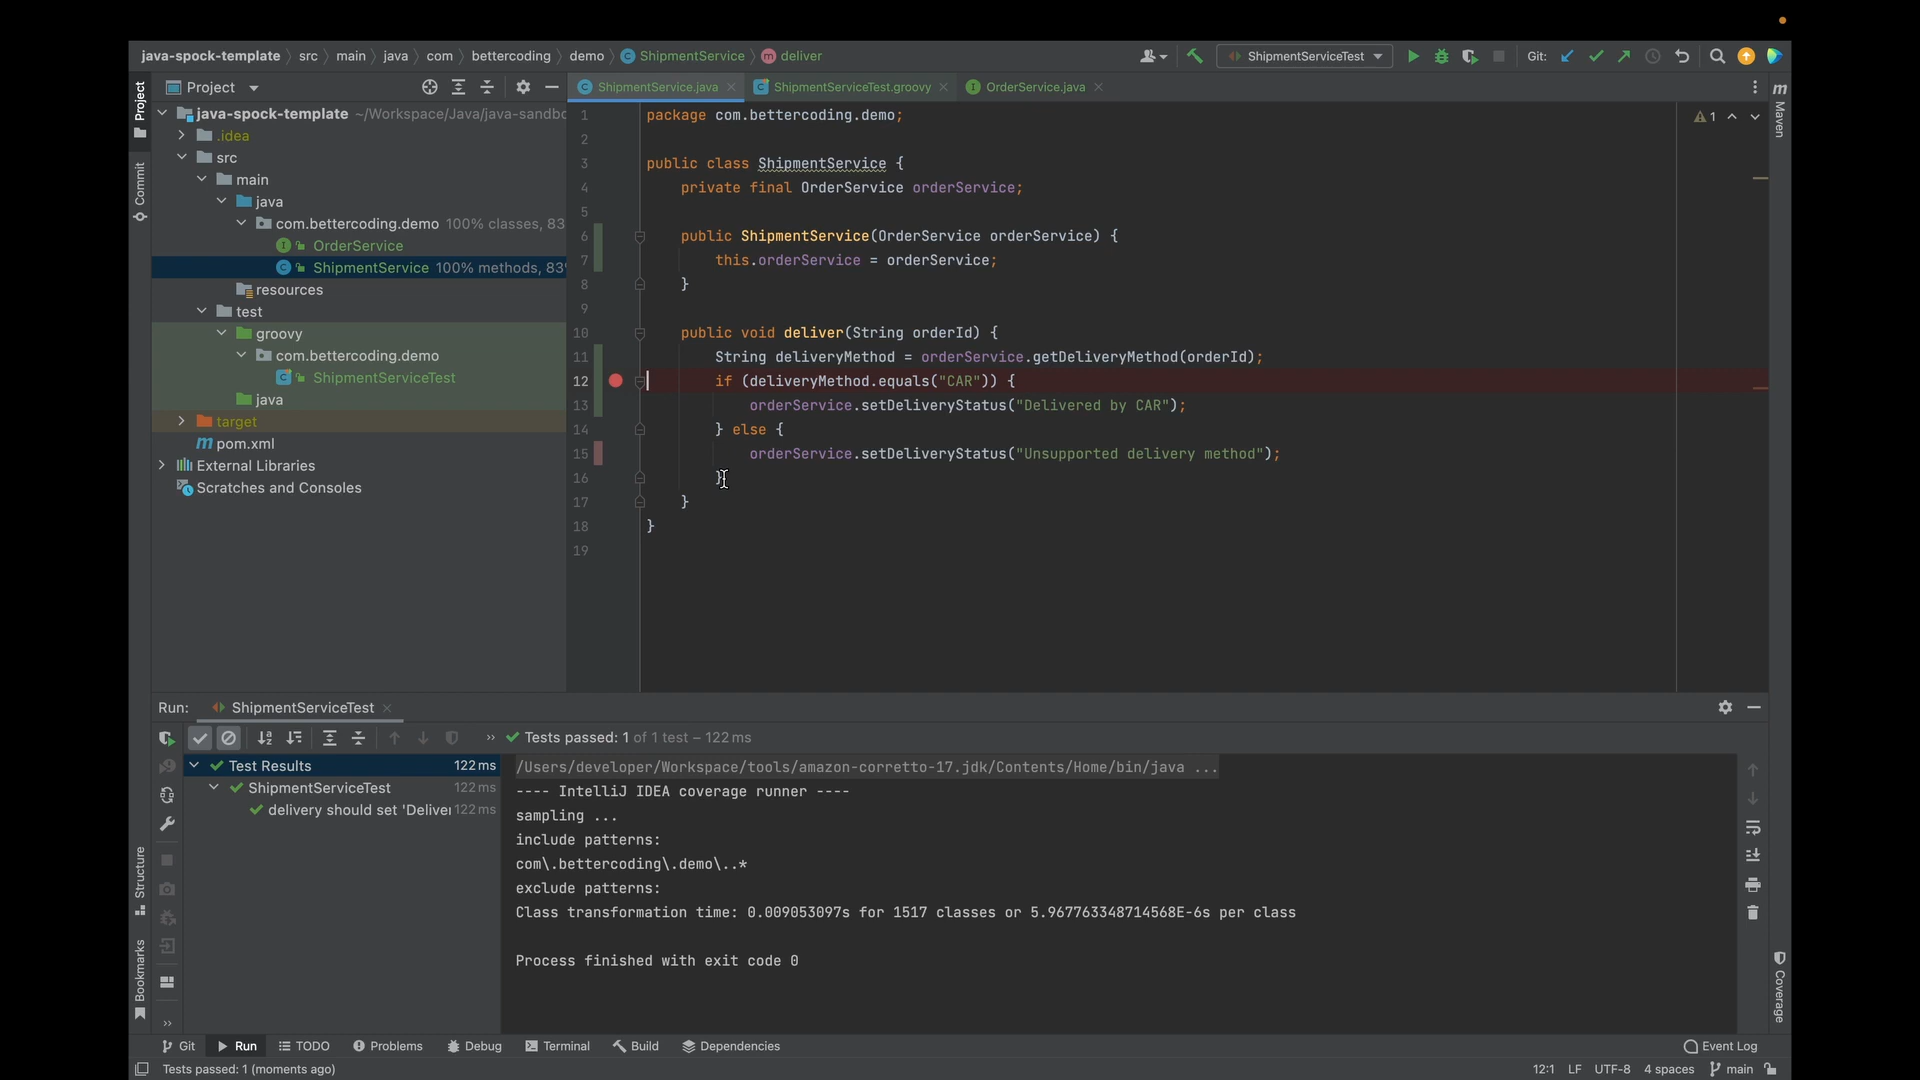 java-spock-template src main java com bettercoding demo ShipmentService deliver ShipmentServiceTest Git:
Project
ShipmentService.java ShipmentServiceTest.groovy OrderService.java
java-spock-template ~/Workspace/Java/java-sandbo
.idea
src
main
java
com.bettercoding.demo 100% classes, 83
OrderService
ShipmentService 100% methods, 83%
resources
test
groovy
com.bettercoding.demo
ShipmentServiceTest
java
target
pom.xml
External Libraries
Scratches and Consoles
Project
Commit
Structure
Bookmarks
1 package com.bettercoding.demo;
2
3 public class ShipmentService {
4 private final OrderService orderService;
5
6 public ShipmentService(OrderService orderService) {
7 this.orderService = orderService;
8 }
9
10 public void deliver(String orderId) {
11 String deliveryMethod = orderService.getDeliveryMethod(orderId);
12 if (deliveryMethod.equals("CAR")) {
13 orderService.setDeliveryStatus("Delivered by CAR");
14 } else {
15 orderService.setDeliveryStatus("Unsupported delivery method");
16 }
17 }
18 }
19
1
m
Maven
Coverage
Run: ShipmentServiceTest
Tests passed: 1 of 1 test – 122 ms
Test Results 122 ms
ShipmentServiceTest 122 ms
delivery should set 'Deliver 122 ms
/Users/developer/Workspace/tools/amazon-corretto-17.jdk/Contents/Home/bin/java ...
---- IntelliJ IDEA coverage runner ----
sampling ...
include patterns:
com\.bettercoding\.demo\..*
exclude patterns:
Class transformation time: 0.009053097s for 1517 classes or 5.967763348714568E-6s per class
Process finished with exit code 0
Git Run TODO Problems Debug Terminal Build Dependencies Event Log
Tests passed: 1 (moments ago) 12:1 LF UTF-8 4 spaces main